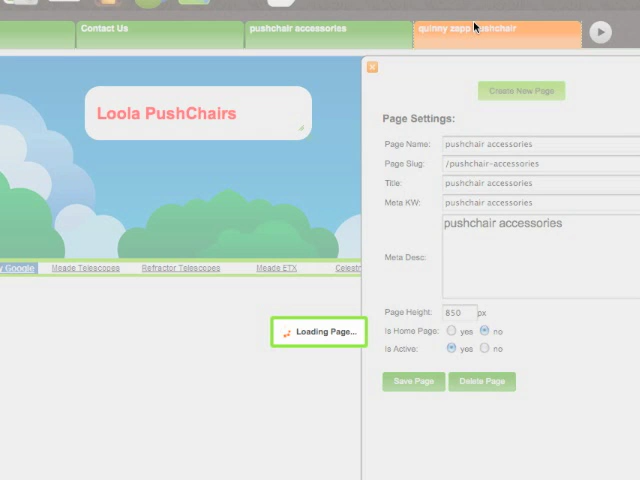 Contact Us
pushchair accessories
quinny zapp pushchair
Loola PushChairs
Create New Page
Page Settings:
Page Name: pushchair accessories
Page Slug: /pushchair-accessories
Title: pushchair accessories
Meta KW: pushchair accessories
Meta Desc: pushchair accessories
y Google Meade Telescopes Refractor Telescopes Meade ETX Celest
Page Height: 850 px
Loading Page...
Is Home Page: yes no
Is Active: yes no
Save Page Delete Page